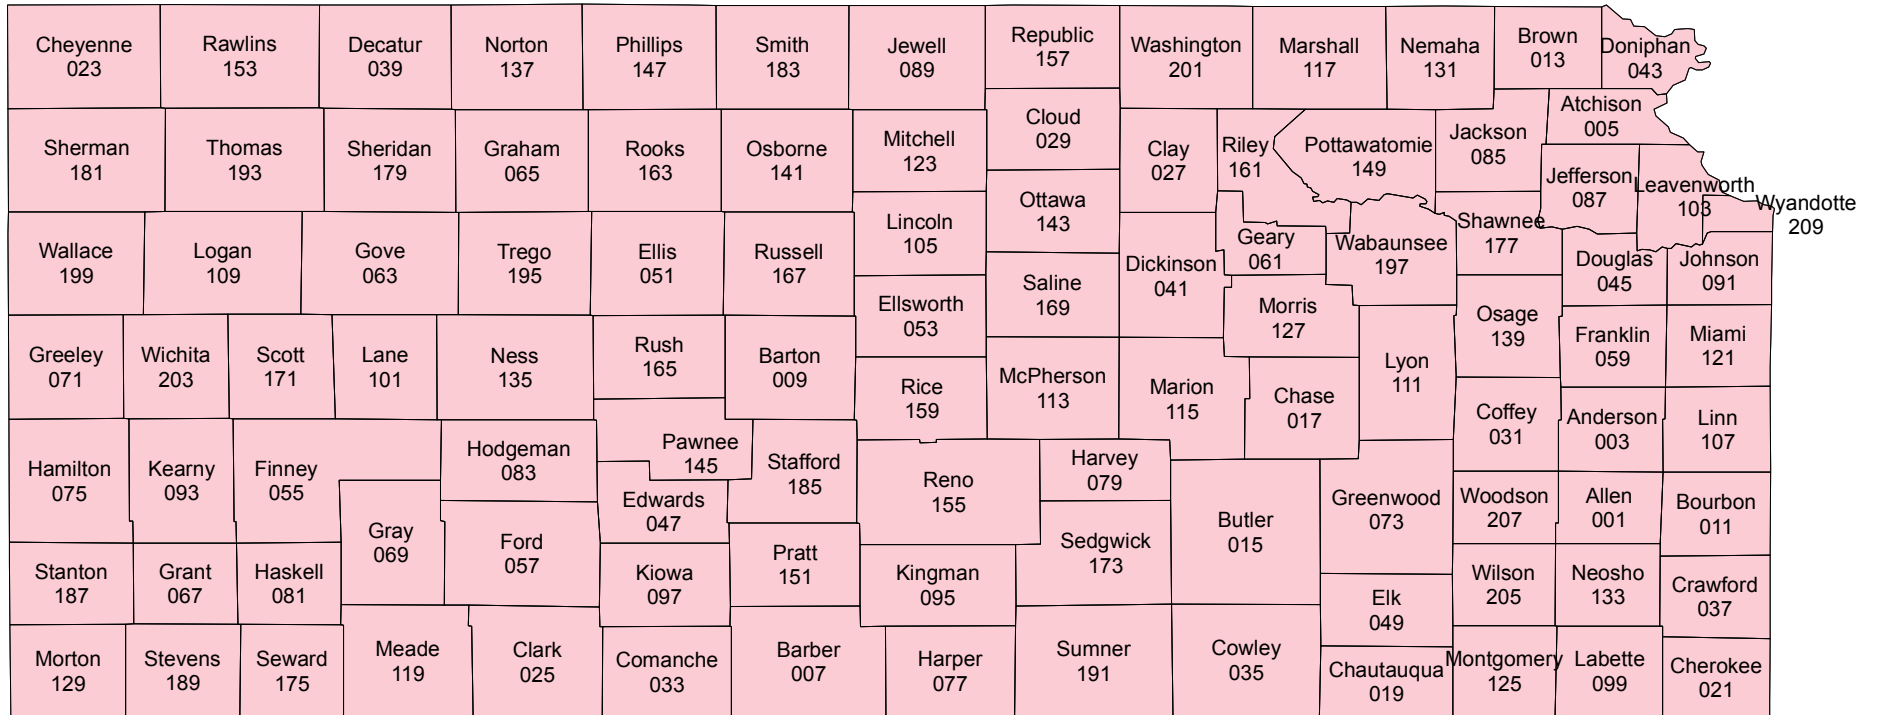 Cheyenne
023
Rawlins
153
Decatur
039
Norton
137
Phillips
147
Smith
183
Jewell
089
Republic
157
Washington
201
Marshall
117
Nemaha
131
Brown
013
Doniphan
043
Sherman
181
Thomas
193
Sheridan
179
Graham
065
Rooks
163
Osborne
141
Mitchell
123
Cloud
029
Clay
027
Riley
161
Pottawatomie
149
Jackson
085
Atchison
005
Jefferson
087
Leavenworth
103
Wyandotte
209
Wallace
199
Logan
109
Gove
063
Trego
195
Ellis
051
Russell
167
Lincoln
105
Ottawa
143
Dickinson
041
Geary
061
Wabaunsee
197
Shawnee
177
Douglas
045
Johnson
091
Ellsworth
053
Saline
169
Morris
127
Osage
139
Franklin
059
Miami
121
Greeley
071
Wichita
203
Scott
171
Lane
101
Ness
135
Rush
165
Barton
009
Rice
159
McPherson
113
Marion
115
Chase
017
Lyon
111
Coffey
031
Anderson
003
Linn
107
Hamilton
075
Kearny
093
Finney
055
Hodgeman
083
Pawnee
145
Stafford
185
Reno
155
Harvey
079
Edwards
047
Gray
069
Ford
057
Sedgwick
173
Butler
015
Greenwood
073
Woodson
207
Allen
001
Bourbon
011
Stanton
187
Grant
067
Haskell
081
Kiowa
097
Pratt
151
Kingman
095
Elk
049
Wilson
205
Neosho
133
Crawford
037
Morton
129
Stevens
189
Seward
175
Meade
119
Clark
025
Comanche
033
Barber
007
Harper
077
Sumner
191
Cowley
035
Chautauqua
019
Montgomery
125
Labette
099
Cherokee
021